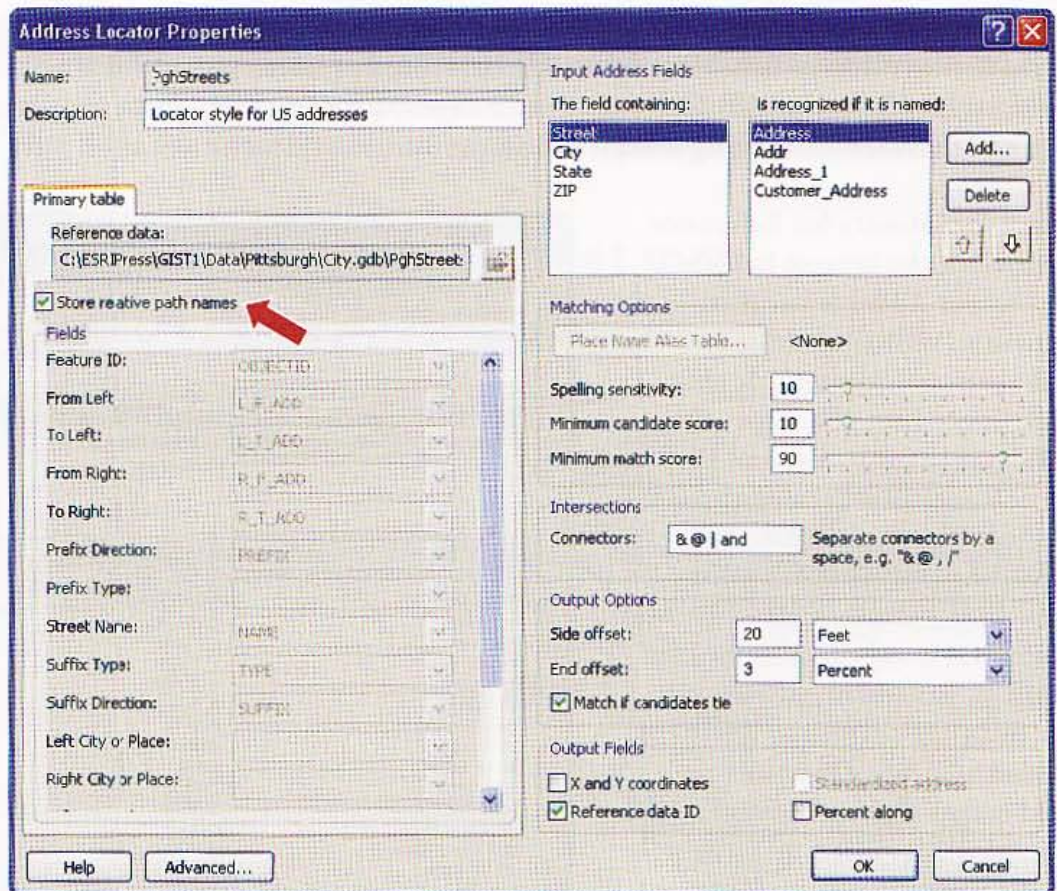 Address Locator Properties
Name: PghStreets
Description: Locator style for US addresses
Primary table
Reference data:
C:\ESRIPress\GIST1\Data\Pittsburgh\City.gdb\PghStreets
Store relative path names
Fields
Feature ID: OBJECTID
From Left L_F_ADD
To Left: L_T_ADD
From Right: R_F_ADD
To Right: R_T_ADD
Prefix Direction: PREFIX
Prefix Type:
Street Name: NAME
Suffix Type: TYPE
Suffix Direction: SUFFIX
Left City or Place:
Right City or Place:
Help
Advanced...
Input Address Fields
The field containing:
Street
City
State
ZIP
Is recognized if it is named:
Address
Addr
Address_1
Customer_Address
Add...
Delete
Matching Options
Place Name Alias Table... <None>
Spelling sensitivity: 10
Minimum candidate score: 10
Minimum match score: 90
Intersections
Connectors: & @ | and
Separate connectors by a
space, e.g. "& @ , /"
Output Options
Side offset: 20 Feet
End offset: 3 Percent
Match if candidates tie
Output Fields
X and Y coordinates
Standardized address
Reference data ID
Percent along
OK
Cancel